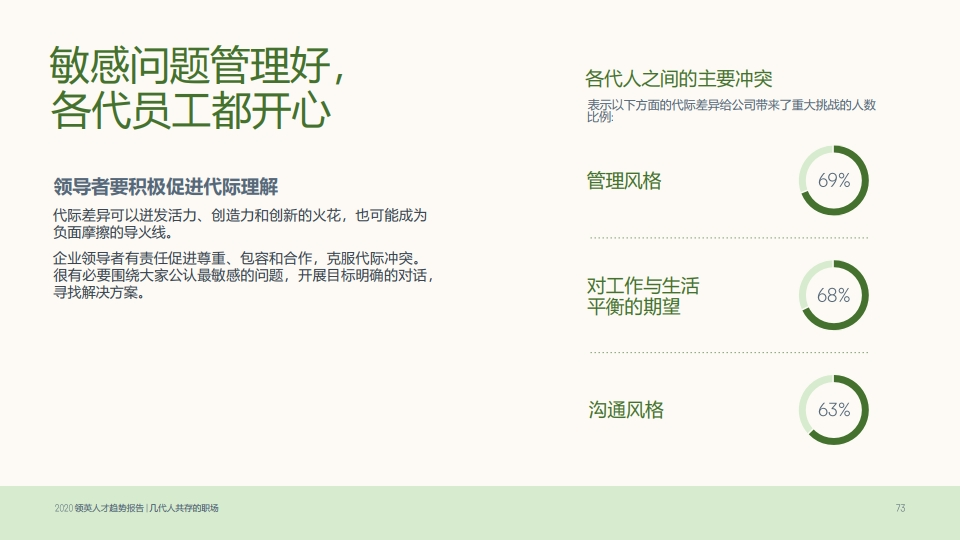 敏感问题管理好，
各代员工都开心
领导者要积极促进代际理解
代际差异可以迸发活力、创造力和创新的火花，也可能成为
负面摩擦的导火线。
企业领导者有责任促进尊重、包容和合作，克服代际冲突。
很有必要围绕大家公认最敏感的问题，开展目标明确的对话，
寻找解决方案。
各代人之间的主要冲突
表示以下方面的代际差异给公司带来了重大挑战的人数
比例:
管理风格
69%
对工作与生活
平衡的期望
68%
沟通风格
63%
2020 领英人才趋势报告 | 几代人共存的职场
73